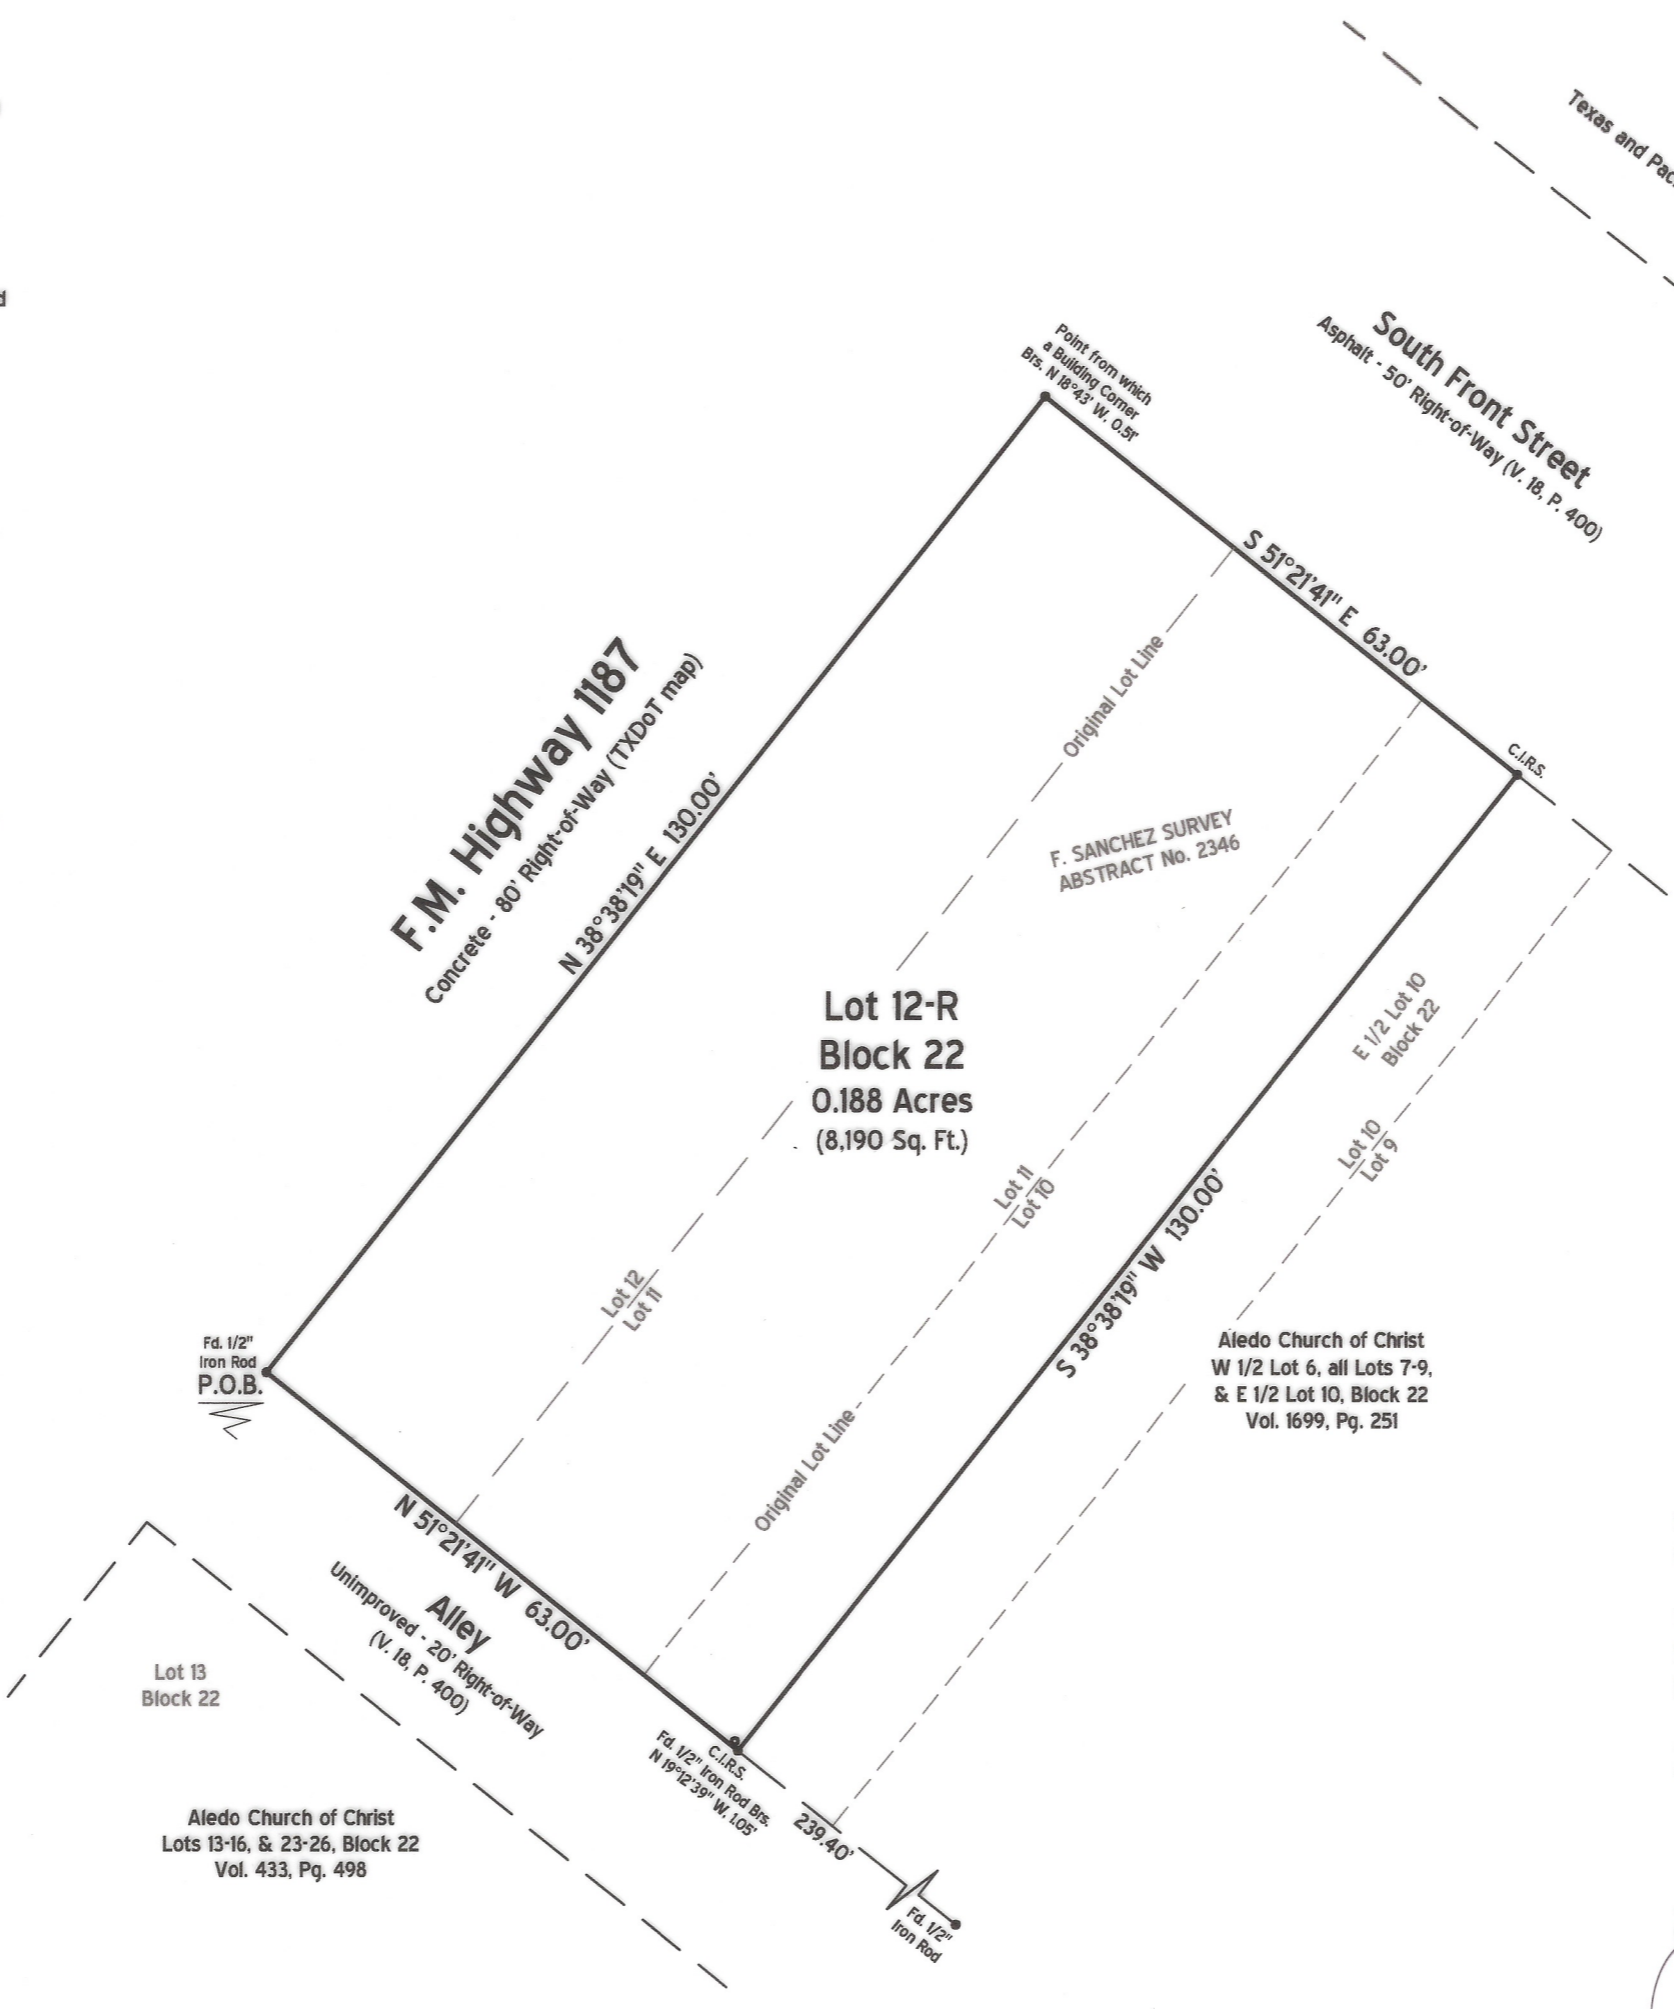 Texas and Pac
South Front Street
Asphalt - 50' Right-of-Way (V. 18, P. 400)
Point from which
a Building Corner
Brs. N 18°43' W, 0.51'
S 51°21'41" E 63.00'
C.I.R.S.
F.M. Highway 1187
Concrete - 80' Right-of-Way (TXDoT map)
N 38°38'19" E 130.00'
Original Lot Line
F. SANCHEZ SURVEY
ABSTRACT No. 2346
Lot 12-R
Block 22
0.188 Acres
(8,190 Sq. Ft.)
E 1/2 Lot 10
Block 22
Lot 10
Lot 9
Lot 11
Lot 10
S 38°38'19" W 130.00'
Lot 12
Lot 11
Aledo Church of Christ
W 1/2 Lot 6, all Lots 7-9,
& E 1/2 Lot 10, Block 22
Vol. 1699, Pg. 251
Fd. 1/2"
Iron Rod
P.O.B.
Original Lot Line
N 51°21'41" W 63.00'
Alley
Unimproved - 20' Right-of-Way
(V. 18, P. 400)
Lot 13
Block 22
C.I.R.S.
Fd. 1/2" Iron Rod Brs.
N 19°12'39" W, 1.05'
239.40'
Aledo Church of Christ
Lots 13-16, & 23-26, Block 22
Vol. 433, Pg. 498
Fd. 1/2"
Iron Rod